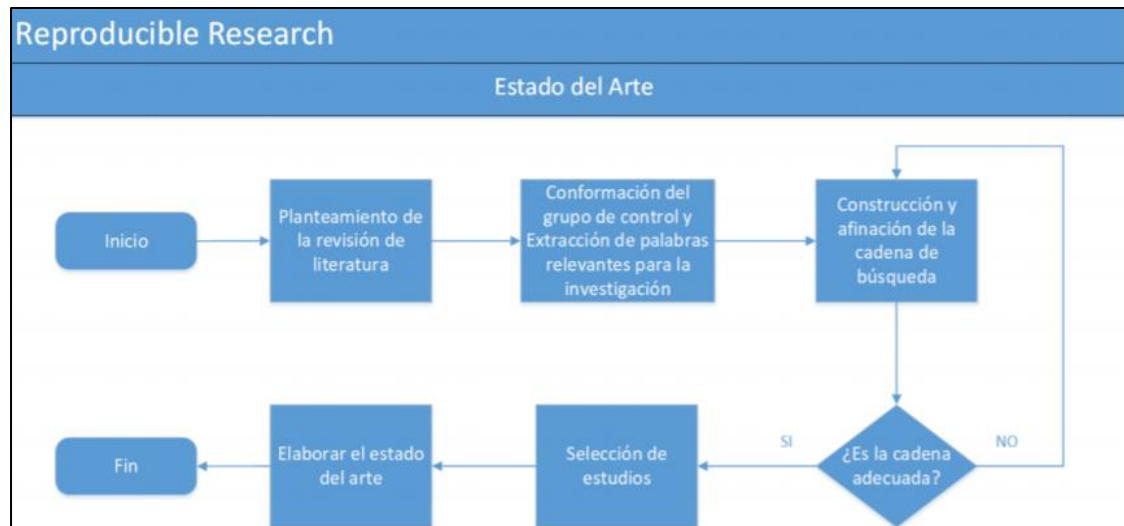 Reproducible Research
Estado del Arte
Inicio
Planteamiento de
la revisión de
literatura
Conformación del
grupo de control y
Extracción de palabras
relevantes para la
investigación
Construcción y
afinación de la
cadena de
búsqueda
¿Es la cadena
adecuada?
SI
NO
Selección de
estudios
Elaborar el estado
del arte
Fin